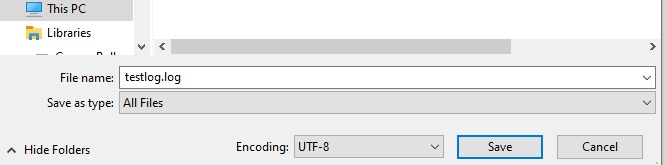 This PC
Libraries
File name: testlog.log
Save as type: All Files
Hide Folders
Encoding: UTF-8
Save
Cancel